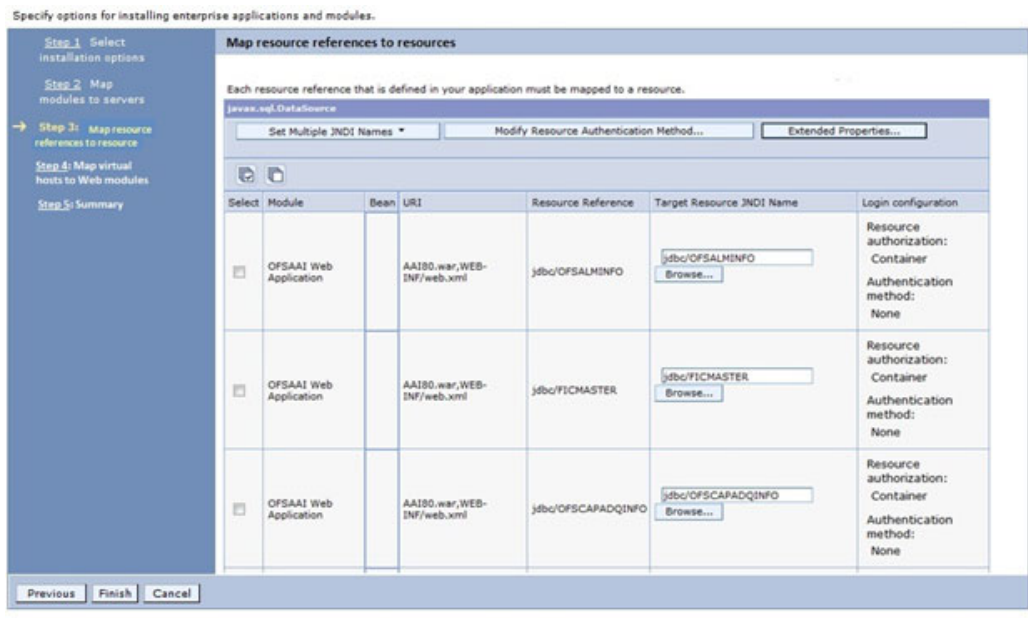 Specify options for installing enterprise applications and modules.
Step 1 Select
installation options
Step 2 Map
modules to servers
Step 3: Map resource
references to resource
Step 4: Map virtual
hosts to Web modules
Step 5: Summary
Map resource references to resources
Each resource reference that is defined in your application must be mapped to a resource.
javax.sql.DataSource
Set Multiple JNDI Names
Modify Resource Authentication Method...
Extended Properties...
Select Module Bean URI Resource Reference Target Resource JNDI Name Login configuration
OFSAAI Web
Application
AAI80.war,WEB-
INF/web.xml
jdbc/OFSALMINFO
jdbc/OFSALMINFO
Browse...
Resource
authorization:
Container
Authentication
method:
None
OFSAAI Web
Application
AAI80.war,WEB-
INF/web.xml
jdbc/FICMASTER
jdbc/FICMASTER
Browse...
Resource
authorization:
Container
Authentication
method:
None
OFSAAI Web
Application
AAI80.war,WEB-
INF/web.xml
jdbc/OFSCAPADQINFO
jdbc/OFSCAPADQINFO
Browse...
Resource
authorization:
Container
Authentication
method:
None
Previous Finish Cancel